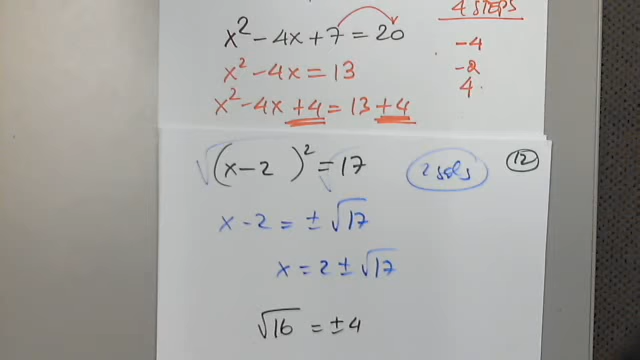 4 STEPS
x² - 4x + 7 = 20
-4
x² - 4x = 13
-2
4
x² - 4x + 4 = 13 + 4
√(x - 2)² = √17
2 sols
12
x - 2 = ± √17
x = 2 ± √17
√16 = ± 4